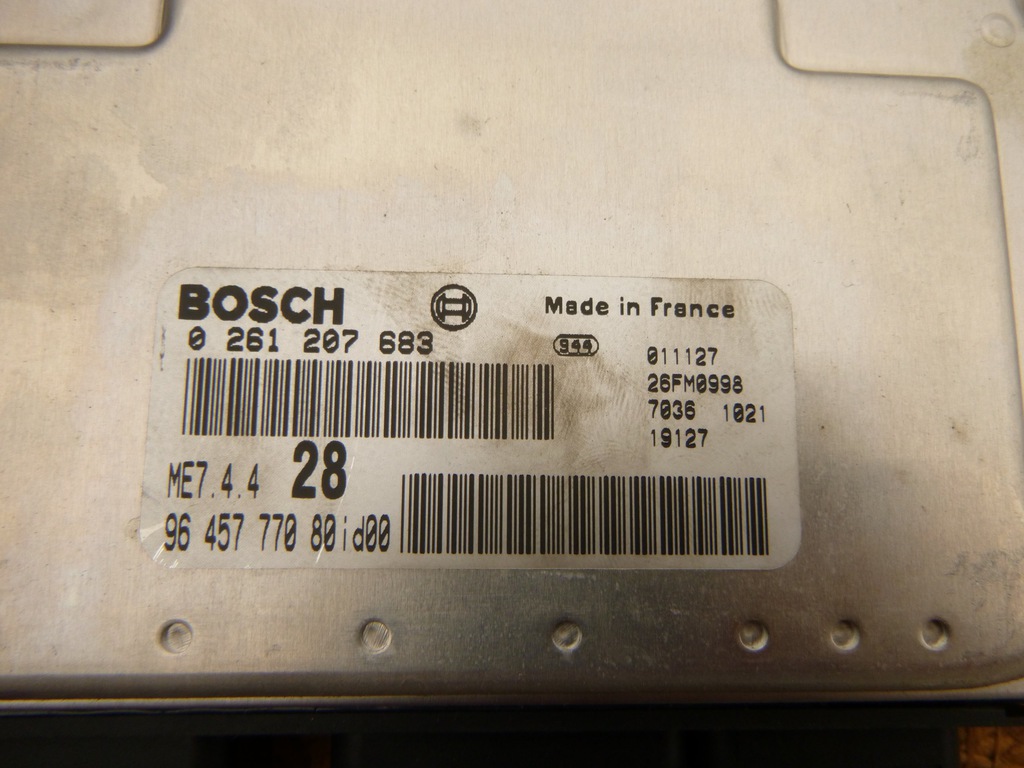 BOSCH
Made in France
0 261 207 683
944
011127
26FM0998
7036 1021
19127
ME7.4.4 28
96 457 770 80id00